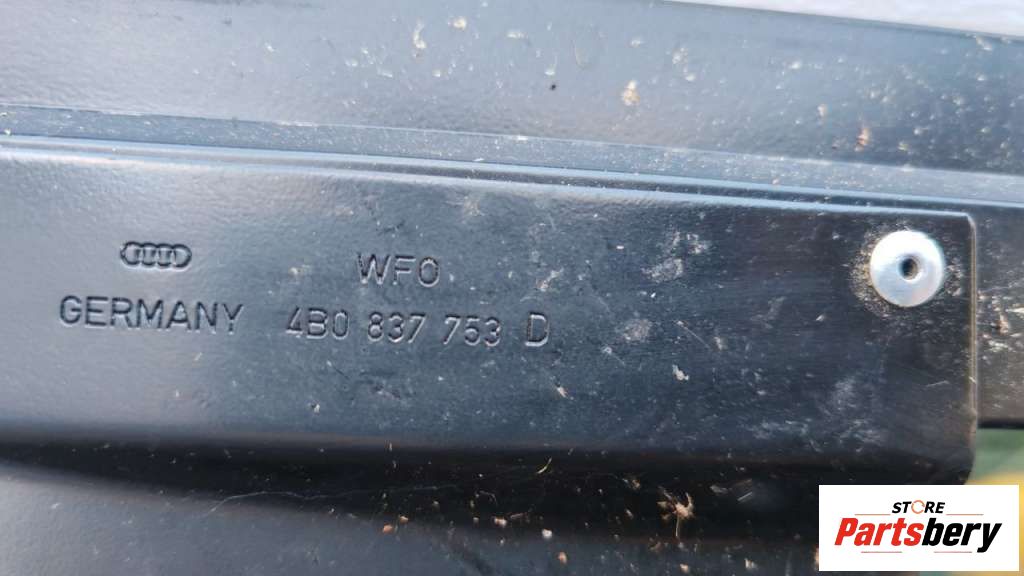 WFO
GERMANY 4B0 837 753 D
STORE
Partsbery